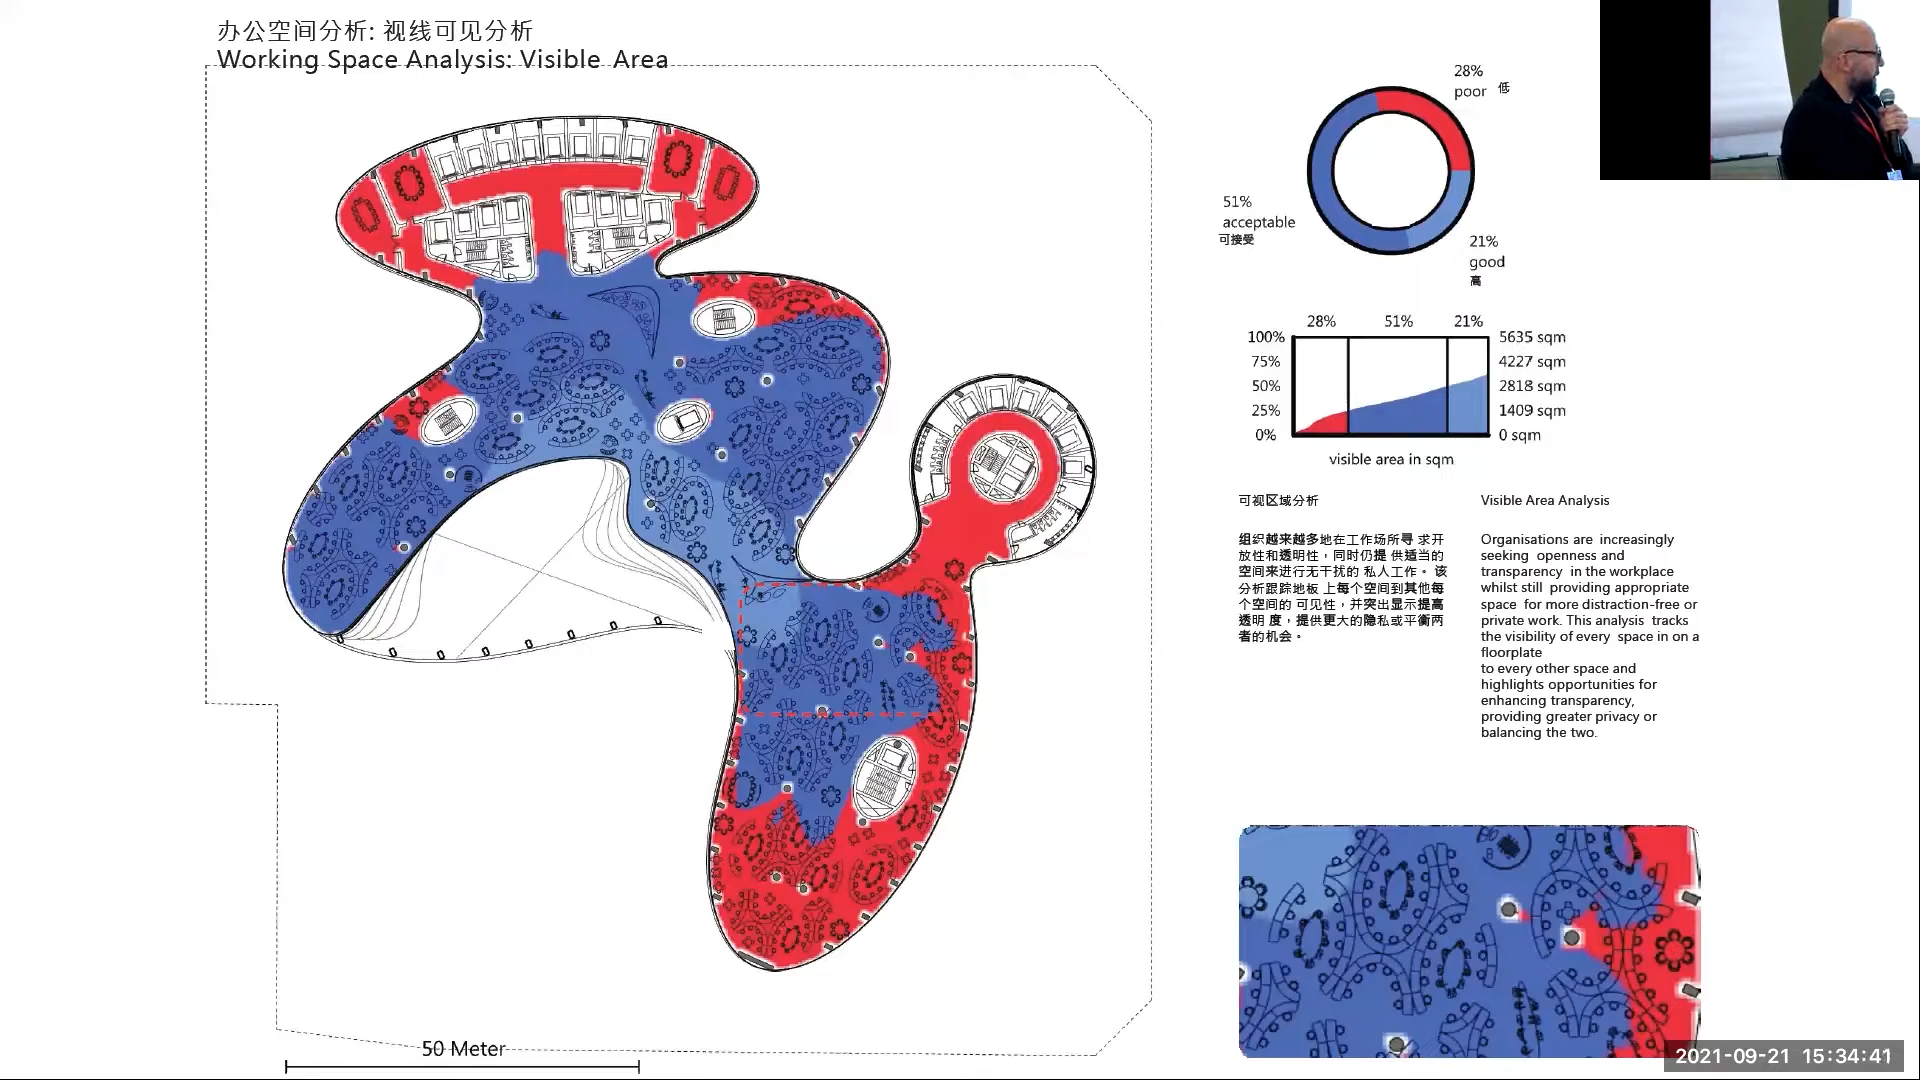 办公空间分析: 视线可见分析
Working Space Analysis: Visible Area
28%
poor 低
51%
acceptable
可接受
21%
good
高
28% 51% 21%
100% 5635 sqm
75% 4227 sqm
50% 2818 sqm
25% 1409 sqm
0% 0 sqm
visible area in sqm
可视区域分析
组织越来越多地在工作场所寻 求开
放性和透明性，同时仍提 供适当的
空间来进行无干扰的 私人工作。 该
分析跟踪地板 上每个空间到其他每
个空间的 可见性，并突出显示提高
透明 度，提供更大的隐私或平衡两
者的机会。
Visible Area Analysis
Organisations are increasingly
seeking openness and
transparency in the workplace
whilst still providing appropriate
space for more distraction-free or
private work. This analysis tracks
the visibility of every space in on a
floorplate
to every other space and
highlights opportunities for
enhancing transparency,
providing greater privacy or
balancing the two.
50 Meter
2021-09-21 15:34:41